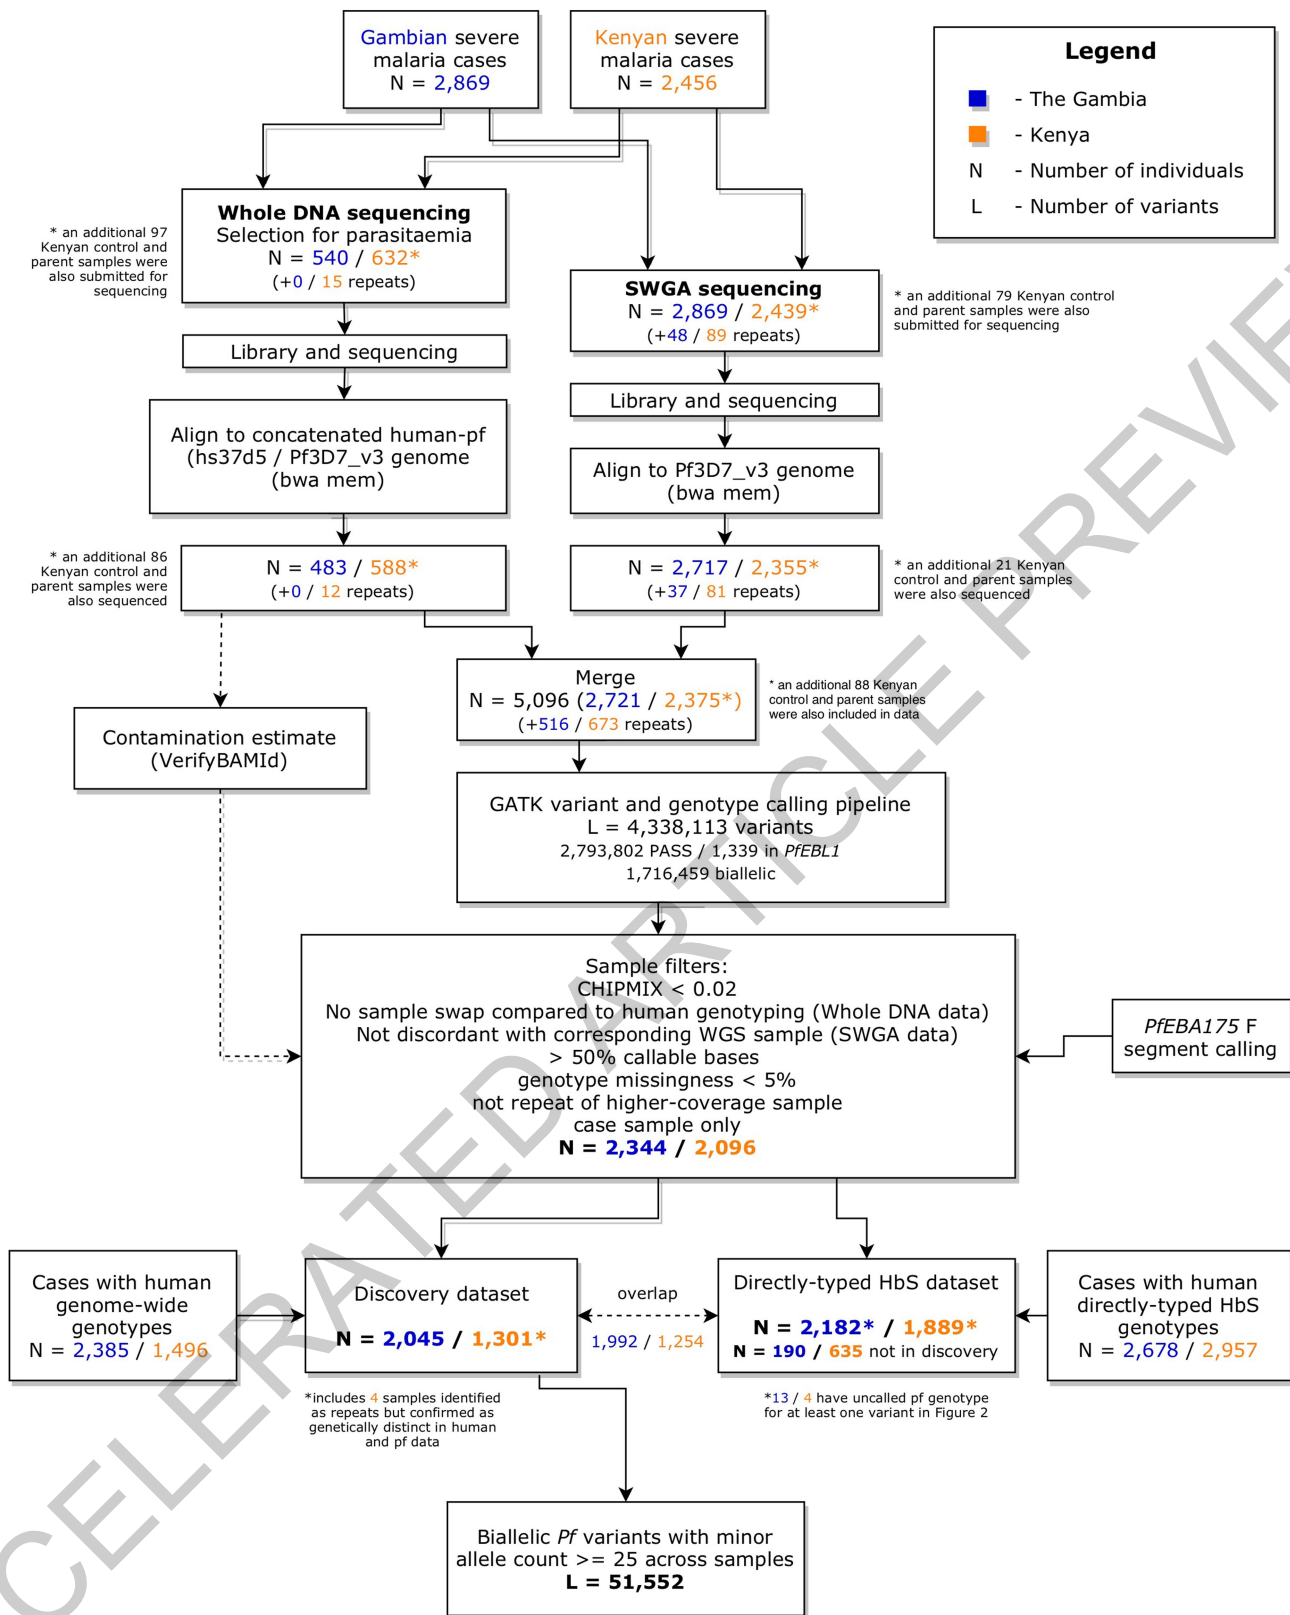 Gambian severe
malaria cases
N = 2,869
Kenyan severe
malaria cases
N = 2,456
Legend
- The Gambia
- Kenya
N - Number of individuals
L - Number of variants
* an additional 97
Kenyan control and
parent samples were
also submitted for
sequencing
Whole DNA sequencing
Selection for parasitaemia
N = 540 / 632*
(+0 / 15 repeats)
SWGA sequencing
N = 2,869 / 2,439*
(+48 / 89 repeats)
* an additional 79 Kenyan control
and parent samples were also
submitted for sequencing
Library and sequencing
Library and sequencing
Align to concatenated human-pf
(hs37d5 / Pf3D7_v3 genome
(bwa mem)
Align to Pf3D7_v3 genome
(bwa mem)
* an additional 86
Kenyan control and
parent samples were
also sequenced
N = 483 / 588*
(+0 / 12 repeats)
N = 2,717 / 2,355*
(+37 / 81 repeats)
* an additional 21 Kenyan
control and parent samples
were also sequenced
Merge
N = 5,096 (2,721 / 2,375*)
(+516 / 673 repeats)
* an additional 88 Kenyan
control and parent samples
were also included in data
Contamination estimate
(VerifyBAMId)
GATK variant and genotype calling pipeline
L = 4,338,113 variants
2,793,802 PASS / 1,339 in PfEBL1
1,716,459 biallelic
Sample filters:
CHIPMIX < 0.02
No sample swap compared to human genotyping (Whole DNA data)
Not discordant with corresponding WGS sample (SWGA data)
> 50% callable bases
genotype missingness < 5%
not repeat of higher-coverage sample
case sample only
N = 2,344 / 2,096
PfEBA175 F
segment calling
Cases with human
genome-wide
genotypes
N = 2,385 / 1,496
Discovery dataset
N = 2,045 / 1,301*
overlap
1,992 / 1,254
Directly-typed HbS dataset
N = 2,182* / 1,889*
N = 190 / 635 not in discovery
Cases with human
directly-typed HbS
genotypes
N = 2,678 / 2,957
*includes 4 samples identified
as repeats but confirmed as
genetically distinct in human
and pf data
*13 / 4 have uncalled pf genotype
for at least one variant in Figure 2
Biallelic Pf variants with minor
allele count >= 25 across samples
L = 51,552
CELERATED ARTICLE PREVIE